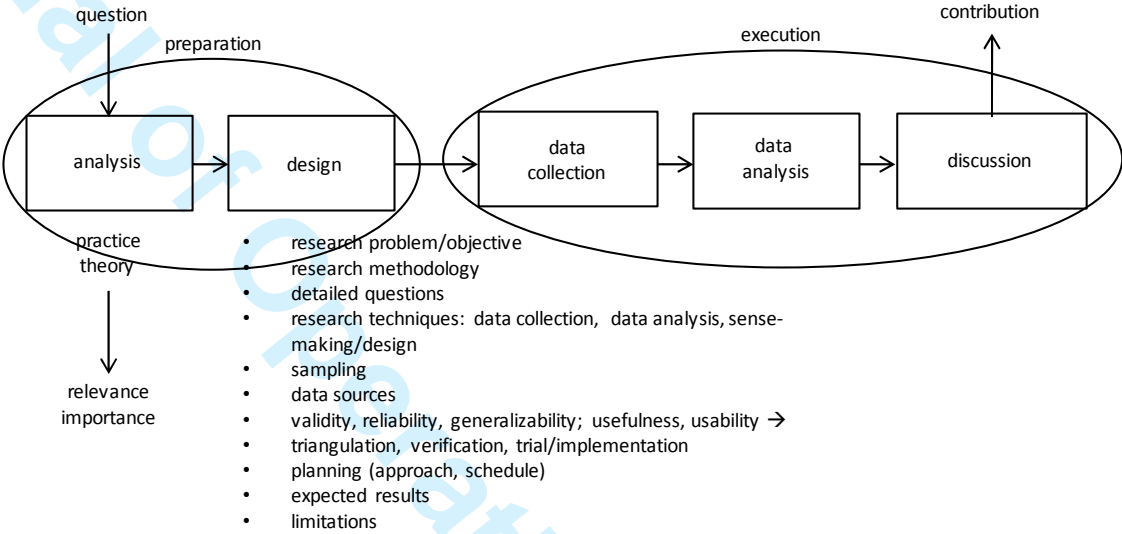 question
contribution
preparation
execution
analysis
design
data
collection
data
analysis
discussion
practice
theory
relevance
importance
• research problem/objective
• research methodology
• detailed questions
• research techniques: data collection, data analysis, sense-
making/design
• sampling
• data sources
• validity, reliability, generalizability; usefulness, usability →
• triangulation, verification, trial/implementation
• planning (approach, schedule)
• expected results
• limitations